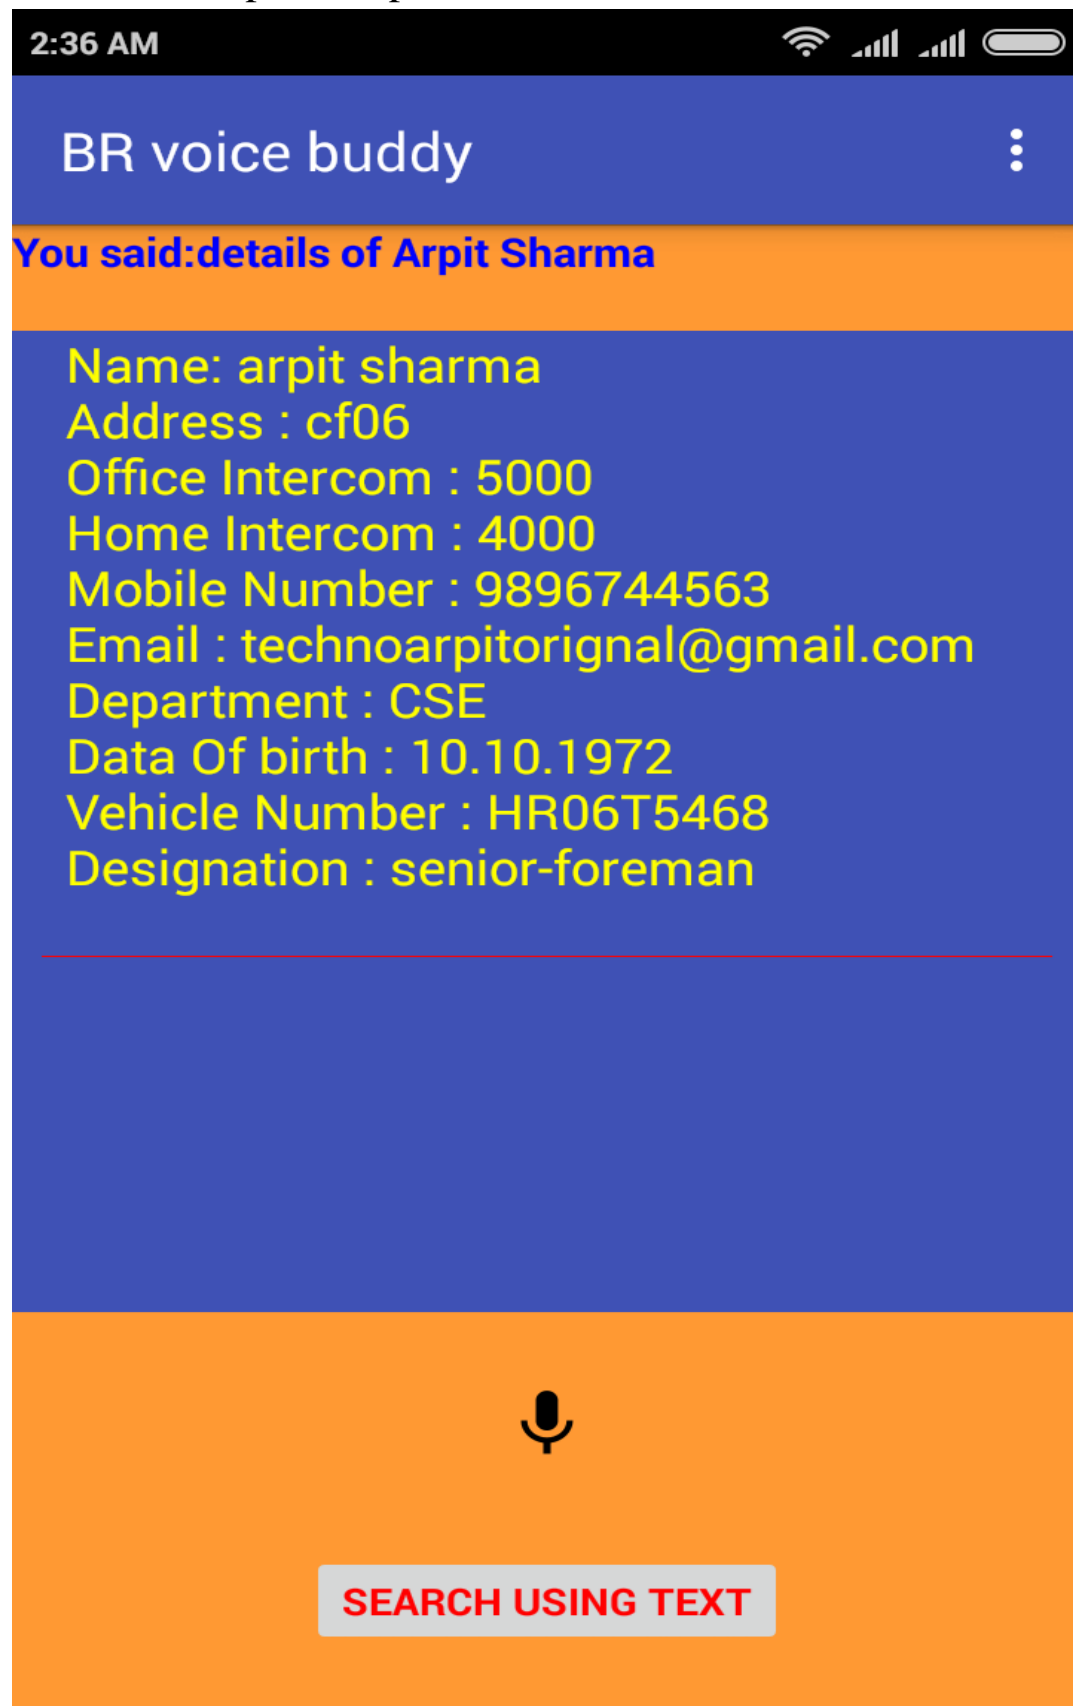 2:36 AM
BR voice buddy
You said:details of Arpit Sharma
Name: arpit sharma
Address : cf06
Office Intercom : 5000
Home Intercom : 4000
Mobile Number : 9896744563
Email : technoarpitorignal@gmail.com
Department : CSE
Data Of birth : 10.10.1972
Vehicle Number : HR06T5468
Designation : senior-foreman
SEARCH USING TEXT